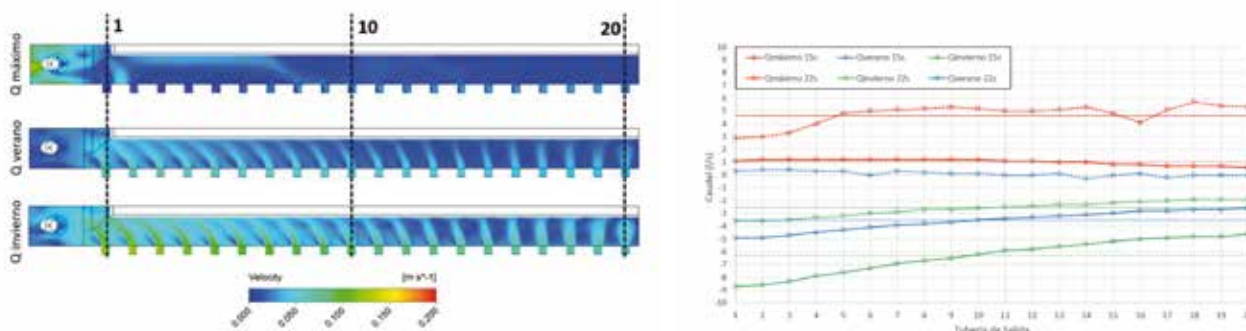 1
10
20
Q máximo
Q verano
Q invierno
Velocity
[m s^-1]
0.000
0.050
0.100
0.150
0.200
Qmáximo 15s
Qverano 15s
Qinvierno 15s
Qmáximo 22s
Qinvierno 22s
Qverano 22s
Caudal (l/s)
10
9
8
7
6
5
4
3
2
1
0
-1
-2
-3
-4
-5
-6
-7
-8
-9
-10
1 2 3 4 5 6 7 8 9 10 11 12 13 14 15 16 17 18 19
Tubería de Salida